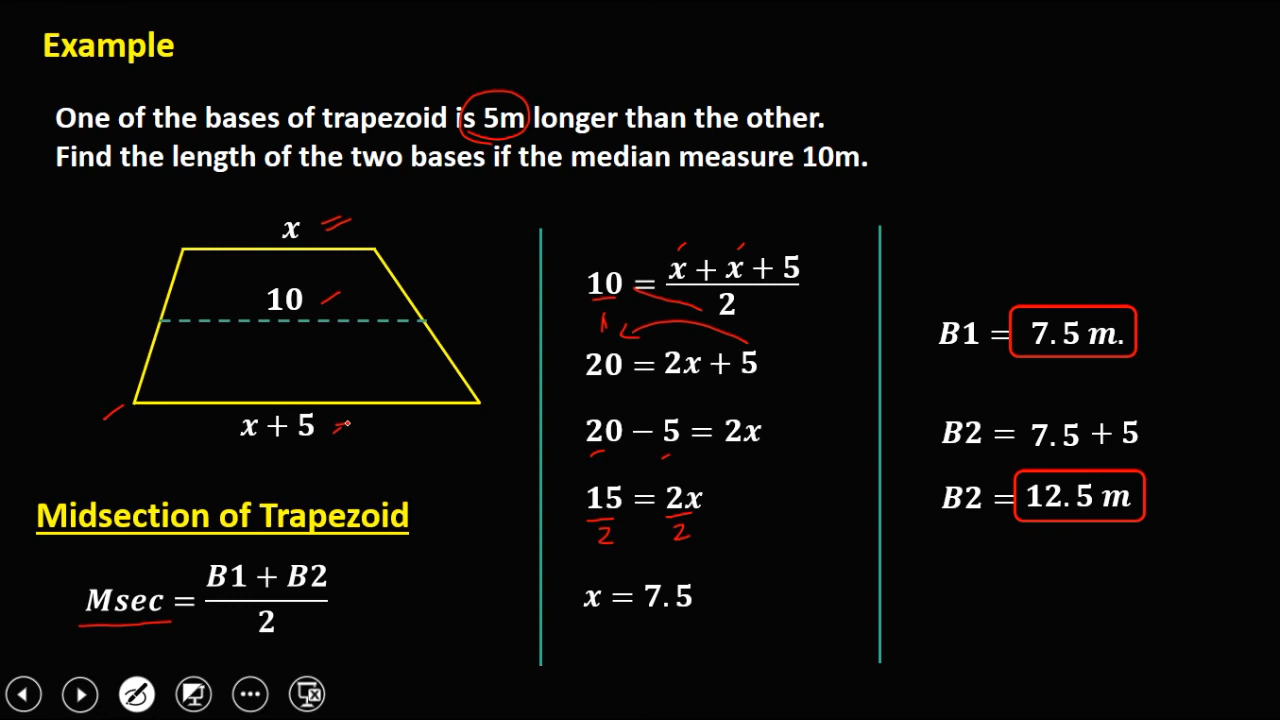 Example
One of the bases of trapezoid is 5m longer than the other.
Find the length of the two bases if the median measure 10m.
x
10
x + 5
Midsection of Trapezoid
Msec = (B1 + B2) / 2
10 = (x + x + 5) / 2
20 = 2x + 5
20 − 5 = 2x
15 = 2x
2 2
x = 7.5
B1 = 7.5 m.
B2 = 7.5 + 5
B2 = 12.5 m